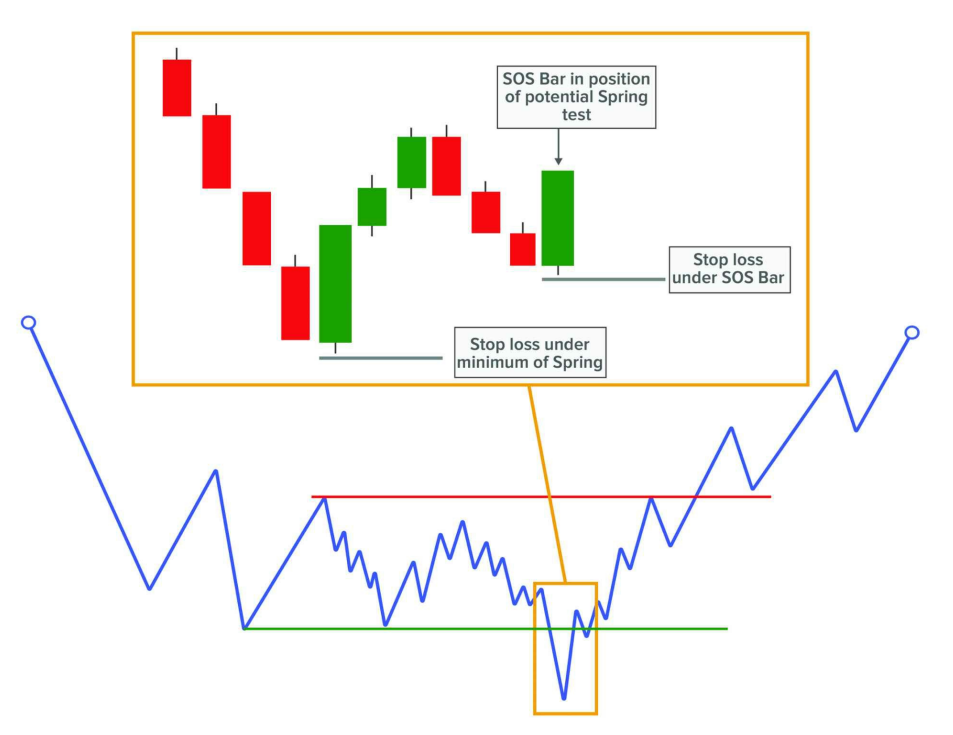 SOS Bar in position
of potential Spring
test
Stop loss
under SOS Bar
Stop loss under
minimum of Spring